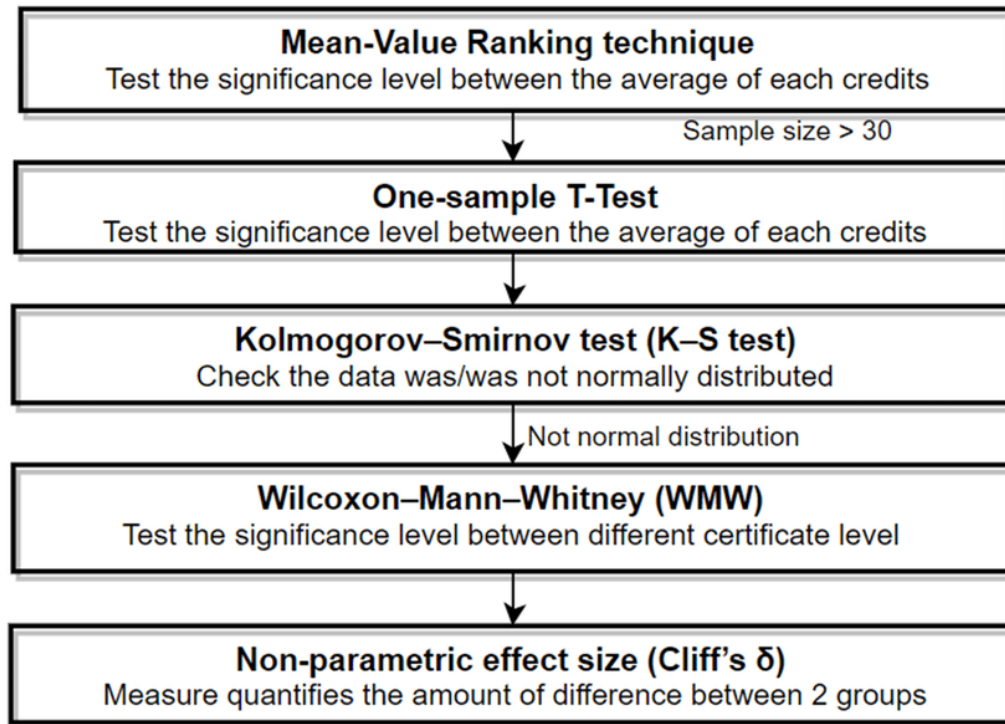 Mean-Value Ranking technique
Test the significance level between the average of each credits
Sample size > 30
One-sample T-Test
Test the significance level between the average of each credits
Kolmogorov–Smirnov test (K–S test)
Check the data was/was not normally distributed
Not normal distribution
Wilcoxon–Mann–Whitney (WMW)
Test the significance level between different certificate level
Non-parametric effect size (Cliff's δ)
Measure quantifies the amount of difference between 2 groups